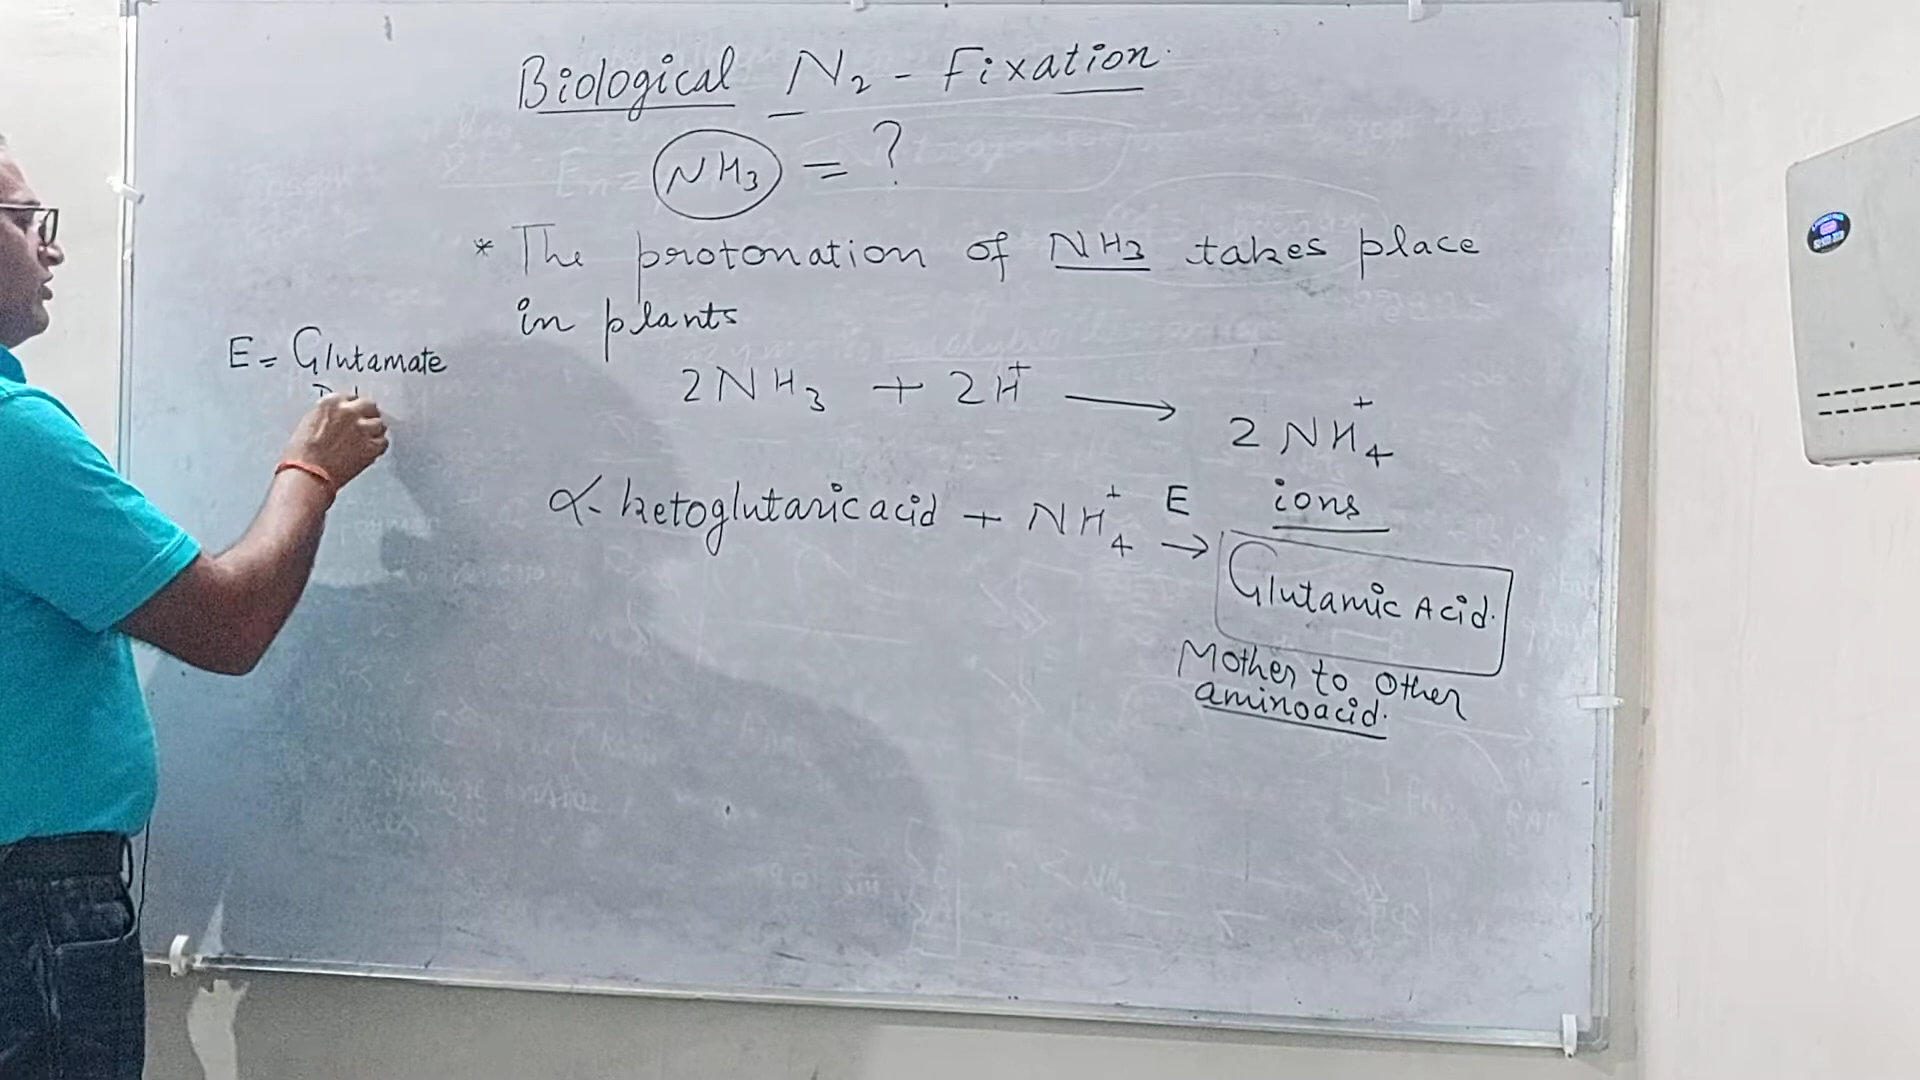 Biological N₂ - Fixation.
NH₃ = ?
* The protonation of NH₃ takes place
in plants
E = Glutamate
2NH₃ + 2H⁺ ⟶ 2NH₄⁺
ions
α-ketoglutaric acid + NH₄⁺ E →
Glutamic Acid.
Mother to Other
aminoacid.